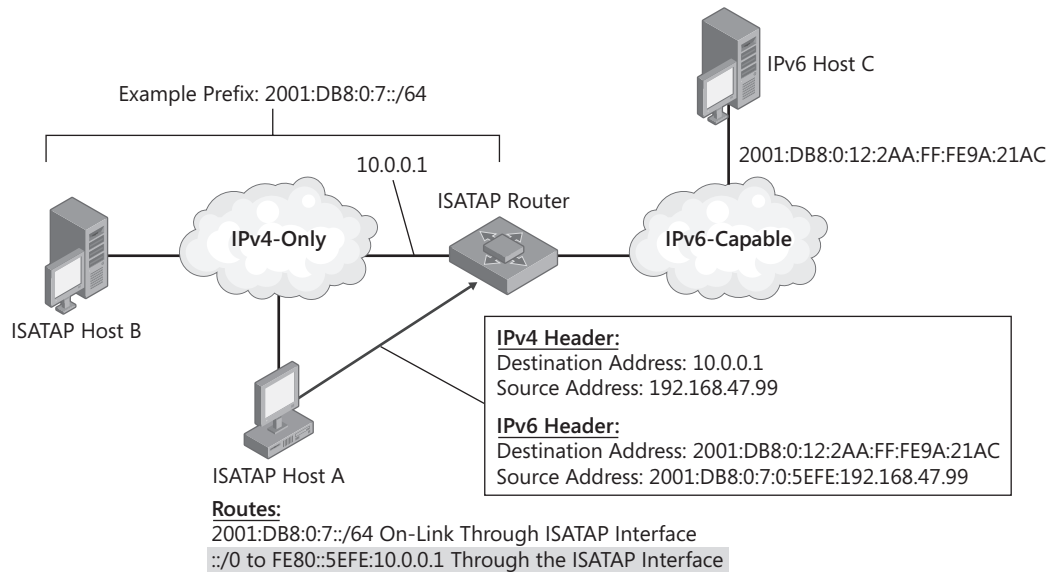 IPv6 Host C
Example Prefix: 2001:DB8:0:7::/64
2001:DB8:0:12:2AA:FF:FE9A:21AC
10.0.0.1
ISATAP Router
IPv4-Only
IPv6-Capable
ISATAP Host B
IPv4 Header:
Destination Address: 10.0.0.1
Source Address: 192.168.47.99
IPv6 Header:
Destination Address: 2001:DB8:0:12:2AA:FF:FE9A:21AC
Source Address: 2001:DB8:0:7:0:5EFE:192.168.47.99
ISATAP Host A
Routes:
2001:DB8:0:7::/64 On-Link Through ISATAP Interface
::/0 to FE80::5EFE:10.0.0.1 Through the ISATAP Interface